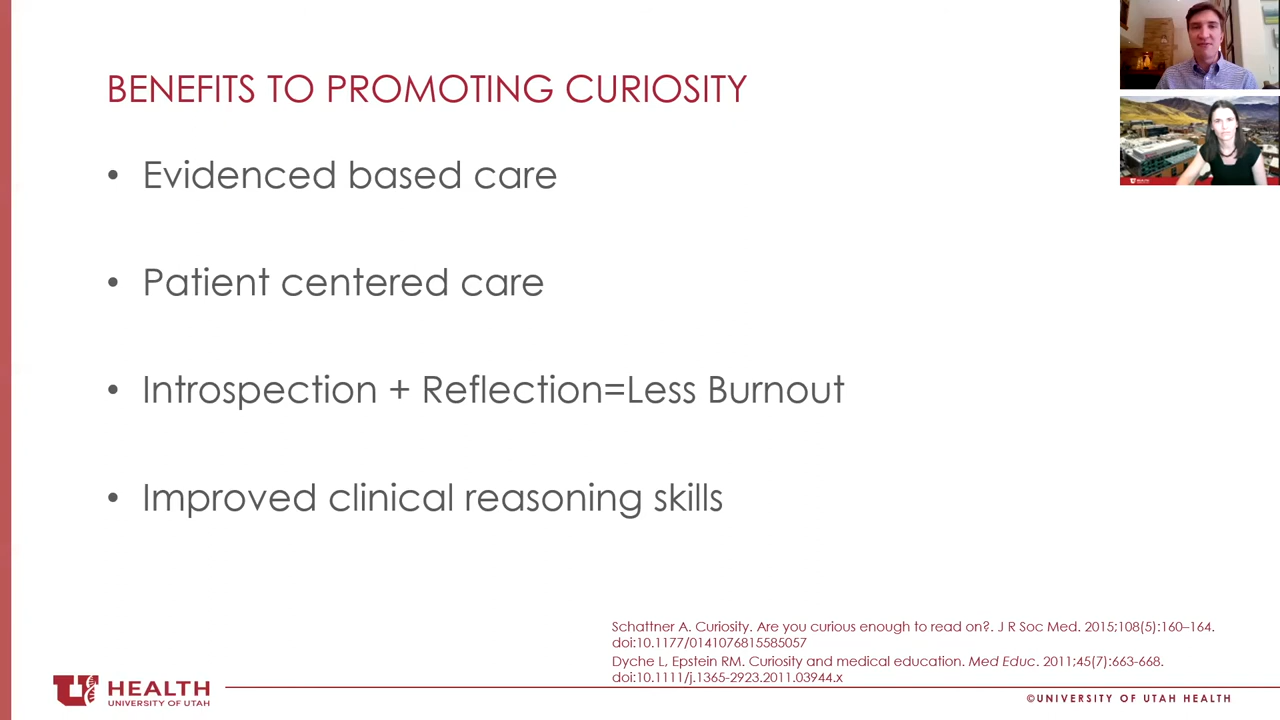 BENEFITS TO PROMOTING CURIOSITY
• Evidenced based care
• Patient centered care
• Introspection + Reflection=Less Burnout
• Improved clinical reasoning skills
Schattner A. Curiosity. Are you curious enough to read on?. J R Soc Med. 2015;108(5):160–164.
doi:10.1177/0141076815585057
Dyche L, Epstein RM. Curiosity and medical education. Med Educ. 2011;45(7):663-668.
doi:10.1111/j.1365-2923.2011.03944.x
U HEALTH
UNIVERSITY OF UTAH
©UNIVERSITY OF UTAH HEALTH